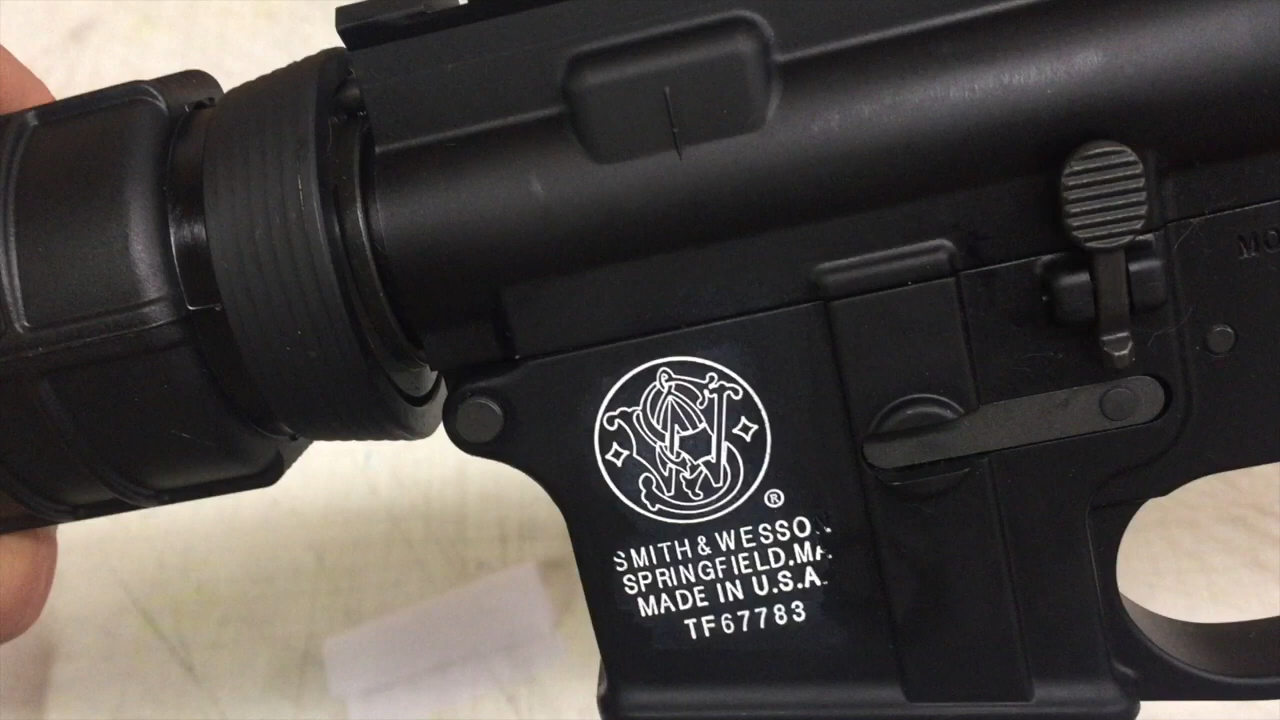 ®
SMITH & WESSON
SPRINGFIELD.MA.
MADE IN U.S.A.
TF67783